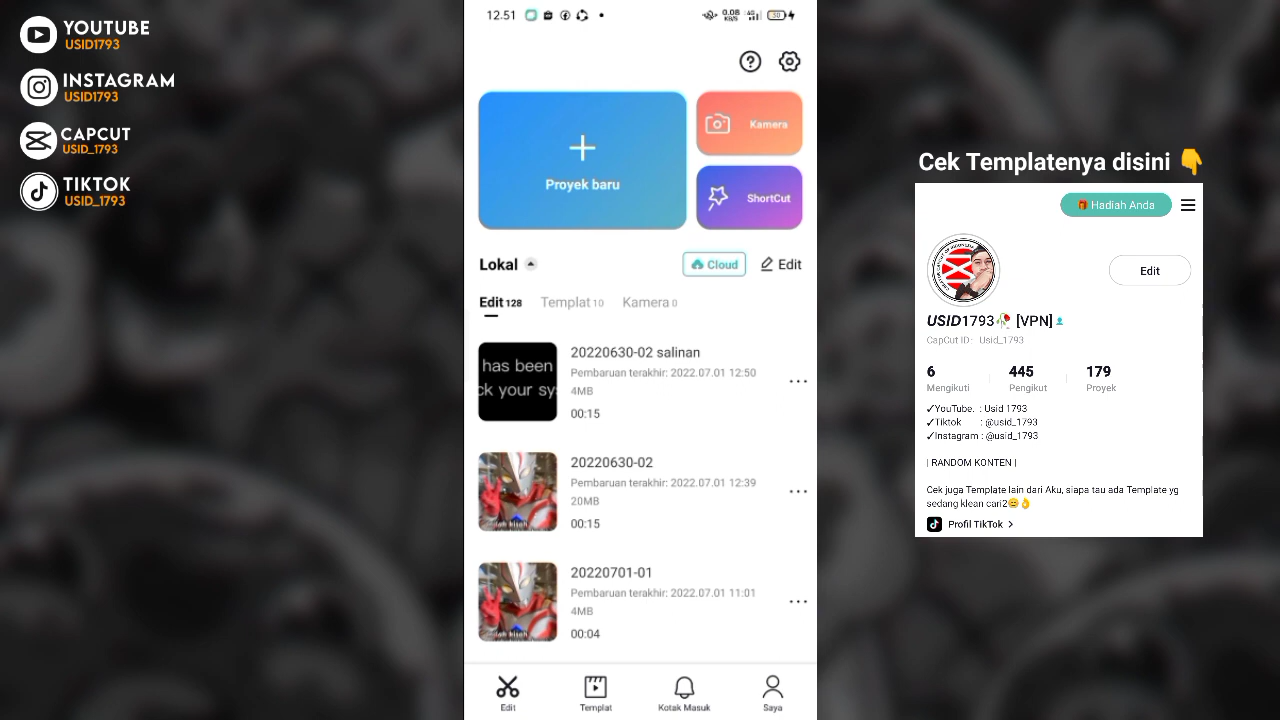 YOUTUBE
USID1793
INSTAGRAM
USID1793
CAPCUT
USID_1793
TIKTOK
USID_1793
12.51
0.08
KB/S
4G
30
Proyek baru
Kamera
ShortCut
Lokal
Cloud
Edit
Edit 128
Templat 10
Kamera 0
has been
ck your sy
20220630-02 salinan
Pembaruan terakhir: 2022.07.01 12:50
4MB
00:15
20220630-02
Pembaruan terakhir: 2022.07.01 12:39
20MB
00:15
20220701-01
Pembaruan terakhir: 2022.07.01 11:01
4MB
00:04
Edit
Templat
Kotak Masuk
Saya
Cek Templatenya disini 👇
🎁 Hadiah Anda
Edit
USID1793🥀 [VPN]
CapCut ID: Usid_1793
6
Mengikuti
445
Pengikut
179
Proyek
✓YouTube. : Usid 1793
✓Tiktok : @usid_1793
✓Instagram : @usid_1793
| RANDOM KONTEN |
Cek juga Template lain dari Aku, siapa tau ada Template yg
sedang klean cari2😊👌
Profil TikTok >